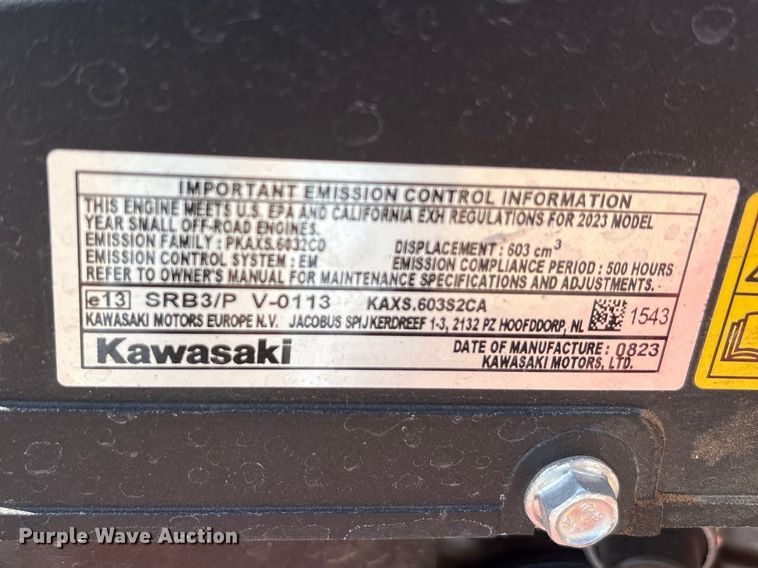 IMPORTANT EMISSION CONTROL INFORMATION
THIS ENGINE MEETS U.S. EPA AND CALIFORNIA EXH REGULATIONS FOR 2023 MODEL
YEAR SMALL OFF-ROAD ENGINES.
EMISSION FAMILY : PKAXS.6032C0 DISPLACEMENT : 603 cm³
EMISSION CONTROL SYSTEM : EM EMISSION COMPLIANCE PERIOD : 500 HOURS
REFER TO OWNER'S MANUAL FOR MAINTENANCE SPECIFICATIONS AND ADJUSTMENTS.
e13 SRB3/P V-0113 KAXS.603S2CA
KAWASAKI MOTORS EUROPE N.V. JACOBUS SPIJKERDREEF 1-3, 2132 PZ HOOFDDORP, NL 1543
Kawasaki DATE OF MANUFACTURE : 0823
KAWASAKI MOTORS, LTD.
Purple Wave Auction